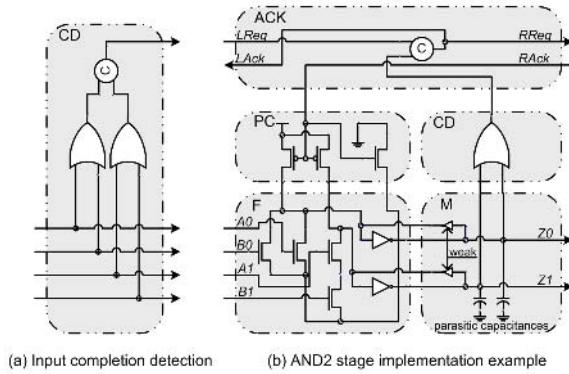 CD
C
ACK
LReq
LAck
C
RReq
RAck
PC
CD
F
M
A0
B0
A1
B1
weak
Z0
Z1
parasitic capacitances
(a) Input completion detection
(b) AND2 stage implementation example